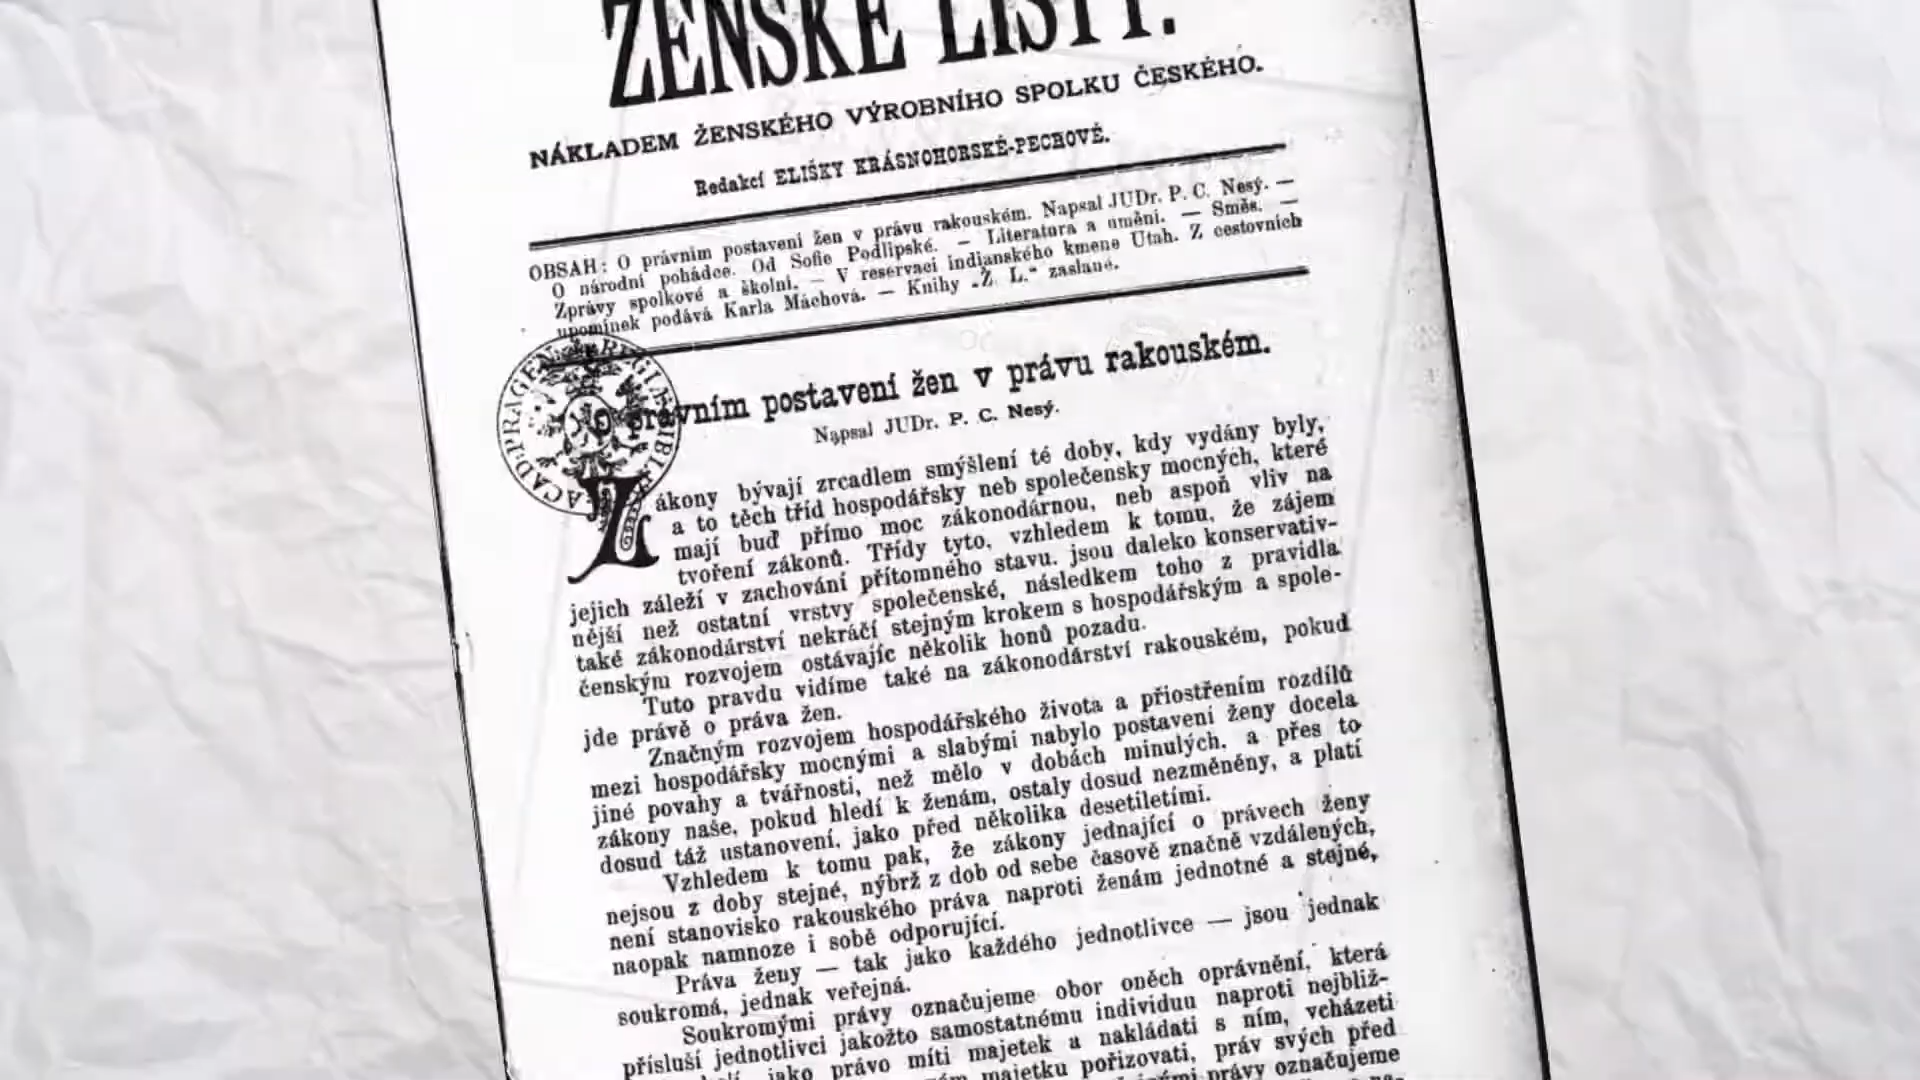 ŽENSKÉ LISTY.
NÁKLADEM ŽENSKÉHO VÝROBNÍHO SPOLKU ČESKÉHO.
Redakcí ELIŠKY KRÁSNOHORSKÉ-PECHOVÉ.
OBSAH: O právním postavení žen v právu rakouském. Napsal JUDr. P. C. Nesý. —
O národní pohádce. Od Sofie Podlipské. — Literatura a umění. — Směs. —
Zprávy spolkové a školní. — V reservaci indianského kmene Utah. Z cestovních
upomínek podává Karla Máchová. — Knihy „Ž. L.“ zaslané.
O právním postavení žen v právu rakouském.
Napsal JUDr. P. C. Nesý.
ACAD: PRAGEN:
Zákony bývají zrcadlem smýšlení té doby, kdy vydány byly,
a to těch tříd hospodářsky neb společensky mocných, které
mají buď přímo moc zákonodárnou, neb aspoň vliv na
tvoření zákonů. Třídy tyto, vzhledem k tomu, že zájem
jejich záleží v zachování přítomného stavu, jsou daleko konservativ-
nější než ostatní vrstvy společenské, následkem toho z pravidla
také zákonodárství nekráčí stejným krokem s hospodářským a spole-
čenským rozvojem ostávajíc několik honů pozadu.
Tuto pravdu vidíme také na zákonodárství rakouském, pokud
jde právě o práva žen.
Značným rozvojem hospodářského života a přiostřením rozdílů
mezi hospodářsky mocnými a slabými nabylo postavení ženy docela
jiné povahy a tvářnosti, než mělo v dobách minulých, a přes to
zákony naše, pokud hledí k ženám, ostaly dosud nezměněny, a platí
dosud táž ustanovení, jako před několika desetiletími.
Vzhledem k tomu pak, že zákony jednající o právech ženy
nejsou z doby stejné, nýbrž z dob od sebe časově značně vzdálených,
není stanovisko rakouského práva naproti ženám jednotné a stejné,
naopak namnoze i sobě odporující.
Práva ženy — tak jako každého jednotlivce — jsou jednak
soukromá, jednak veřejná.
Soukromými právy označujeme obor oněch oprávnění, která
přísluší jednotlivci jakožto samostatnému individuu naproti nejbliž-
jako právo míti majetek a nakládati s ním, vcházeti
majetku pořizovati, práv svých před
právy označujeme